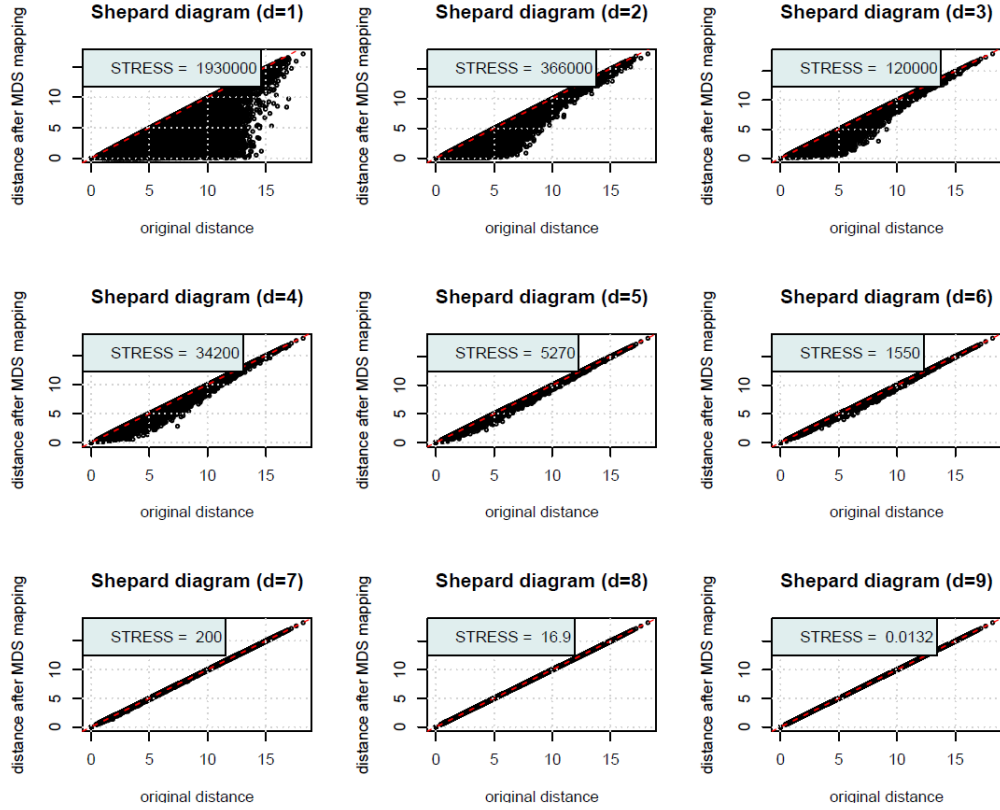 Shepard diagram (d=1)
distance after MDS mapping
STRESS = 1930000
0 5 10
0 5 10 15
original distance
Shepard diagram (d=2)
distance after MDS mapping
STRESS = 366000
0 5 10
0 5 10 15
original distance
Shepard diagram (d=3)
distance after MDS mapping
STRESS = 120000
0 5 10
0 5 10 15
original distance
Shepard diagram (d=4)
distance after MDS mapping
STRESS = 34200
0 5 10
0 5 10 15
original distance
Shepard diagram (d=5)
distance after MDS mapping
STRESS = 5270
0 5 10
0 5 10 15
original distance
Shepard diagram (d=6)
distance after MDS mapping
STRESS = 1550
0 5 10
0 5 10 15
original distance
Shepard diagram (d=7)
distance after MDS mapping
STRESS = 200
0 5 10
0 5 10 15
original distance
Shepard diagram (d=8)
distance after MDS mapping
STRESS = 16.9
0 5 10
0 5 10 15
original distance
Shepard diagram (d=9)
distance after MDS mapping
STRESS = 0.0132
0 5 10
0 5 10 15
original distance